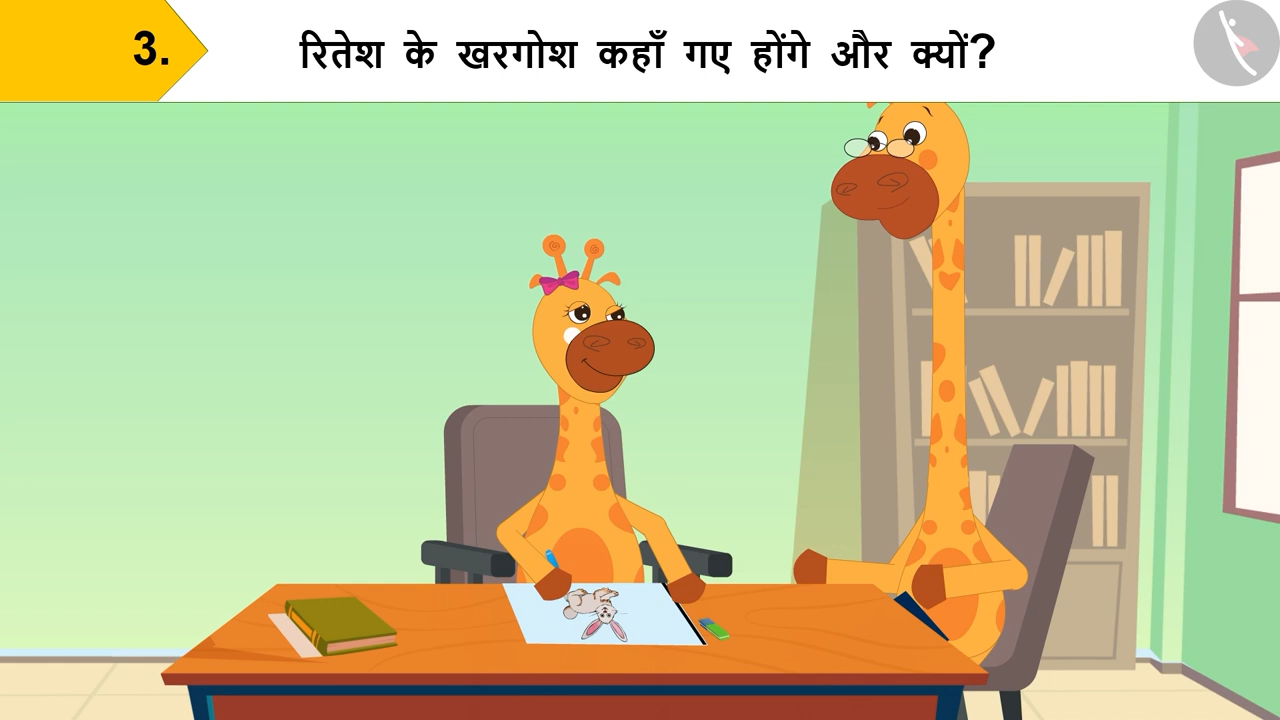 3. रितेश के खरगोश कहाँ गए होंगे और क्यों?